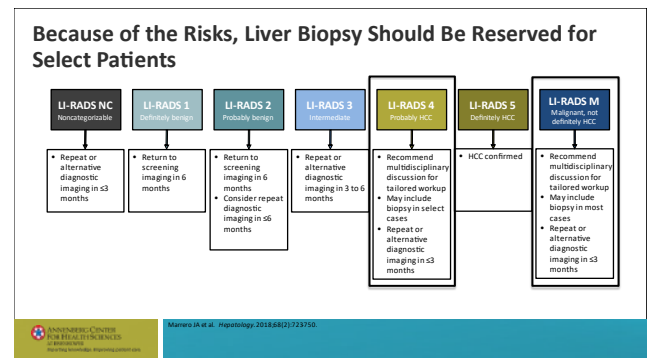 Because of the Risks, Liver Biopsy Should Be Reserved for
Select Patients
LI-RADS NC
Noncategorizable
• Repeat or
alternative
diagnostic
imaging in ≤3
months
LI-RADS 1
Definitely benign
• Return to
screening imaging
in 6 months
LI-RADS 2
Probably benign
• Return to
screening
imaging in 6
months
• Consider repeat
diagnostic
imaging in ≤6
months
LI-RADS 3
Intermediate
• Repeat or
alternative
diagnostic
imaging in 3 to 6
months
LI-RADS 4
Probably HCC
• Recommend
multidisciplinary
discussion for
tailored workup
• May include
biopsy in select
cases
• Repeat or
alternative
diagnostic
imaging in ≤3
months
LI-RADS 5
Definitely HCC
• HCC confirmed
LI-RADS M
Malignant, not
definitely HCC
• Recommend
multidisciplinary
discussion for
tailored workup
• May include
biopsy in most
cases
• Repeat or
alternative
diagnostic
imaging in ≤3
months
ANNENBERG CENTER
FOR HEALTH SCIENCES
AT EISENHOWER
Imparting knowledge. Improving patient care.
Marrero JA et al. Hepatology. 2018;68(2):723750.